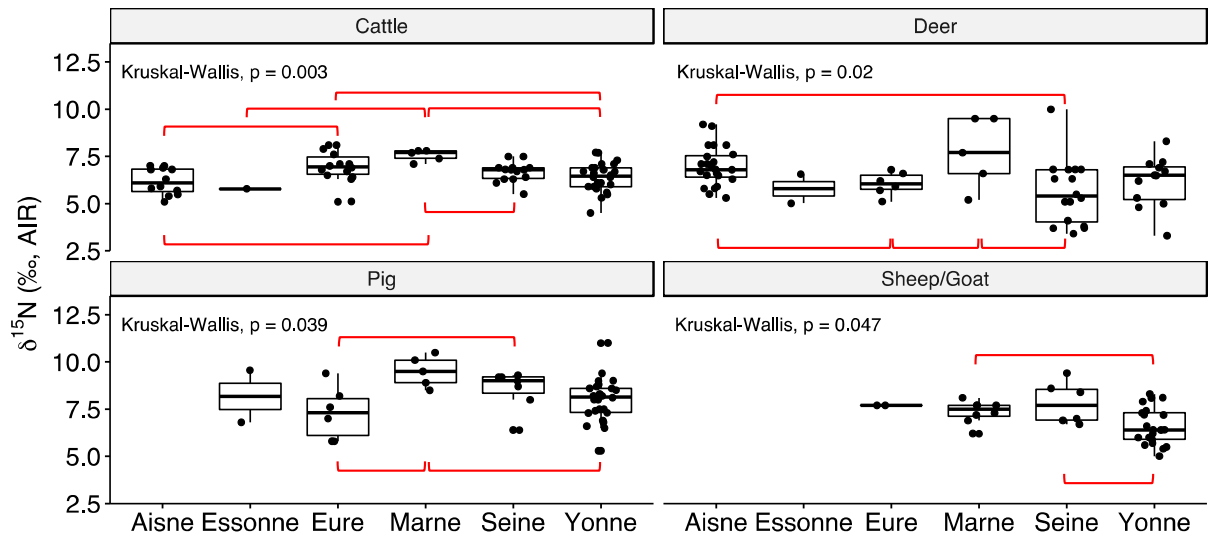 Cattle
Deer
12.5
10.0
7.5
5.0
2.5
Kruskal-Wallis, p = 0.003
Kruskal-Wallis, p = 0.02
δ¹⁵N (‰, AIR)
Pig
Sheep/Goat
12.5
10.0
7.5
5.0
2.5
Kruskal-Wallis, p = 0.039
Kruskal-Wallis, p = 0.047
Aisne Essonne Eure Marne Seine Yonne
Aisne Essonne Eure Marne Seine Yonne